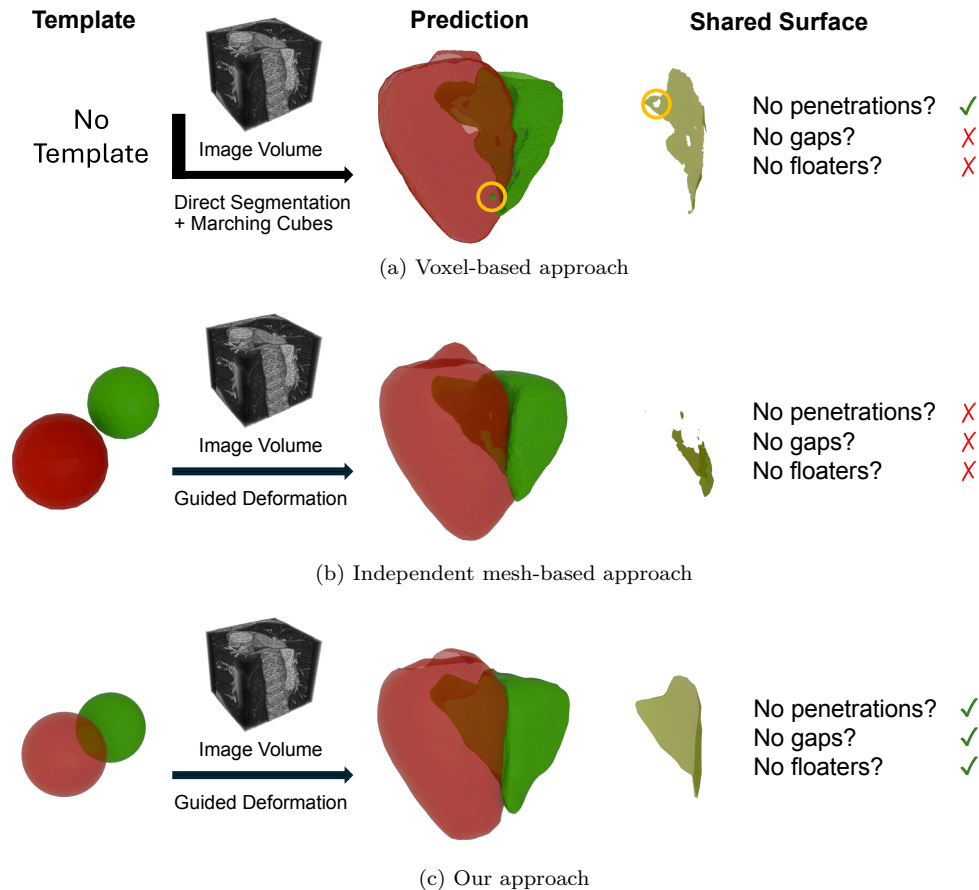 Template
Prediction
Shared Surface
No
Template
Image Volume
Direct Segmentation
+ Marching Cubes
No penetrations? ✓
No gaps? ✗
No floaters? ✗
(a) Voxel-based approach
Image Volume
Guided Deformation
No penetrations? ✗
No gaps? ✗
No floaters? ✗
(b) Independent mesh-based approach
Image Volume
Guided Deformation
No penetrations? ✓
No gaps? ✓
No floaters? ✓
(c) Our approach